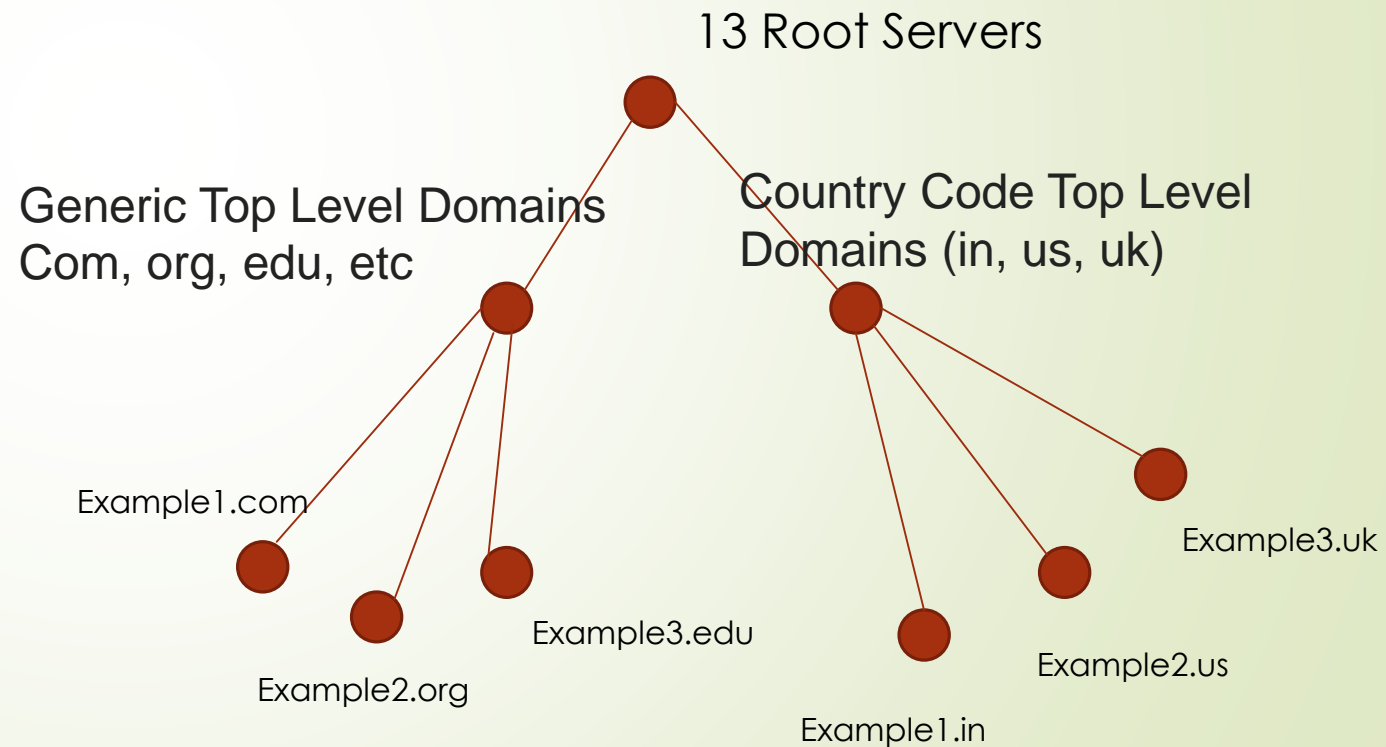 13 Root Servers
Generic Top Level Domains
Com, org, edu, etc
Country Code Top Level
Domains (in, us, uk)
Example1.com
Example2.org
Example3.edu
Example1.in
Example2.us
Example3.uk